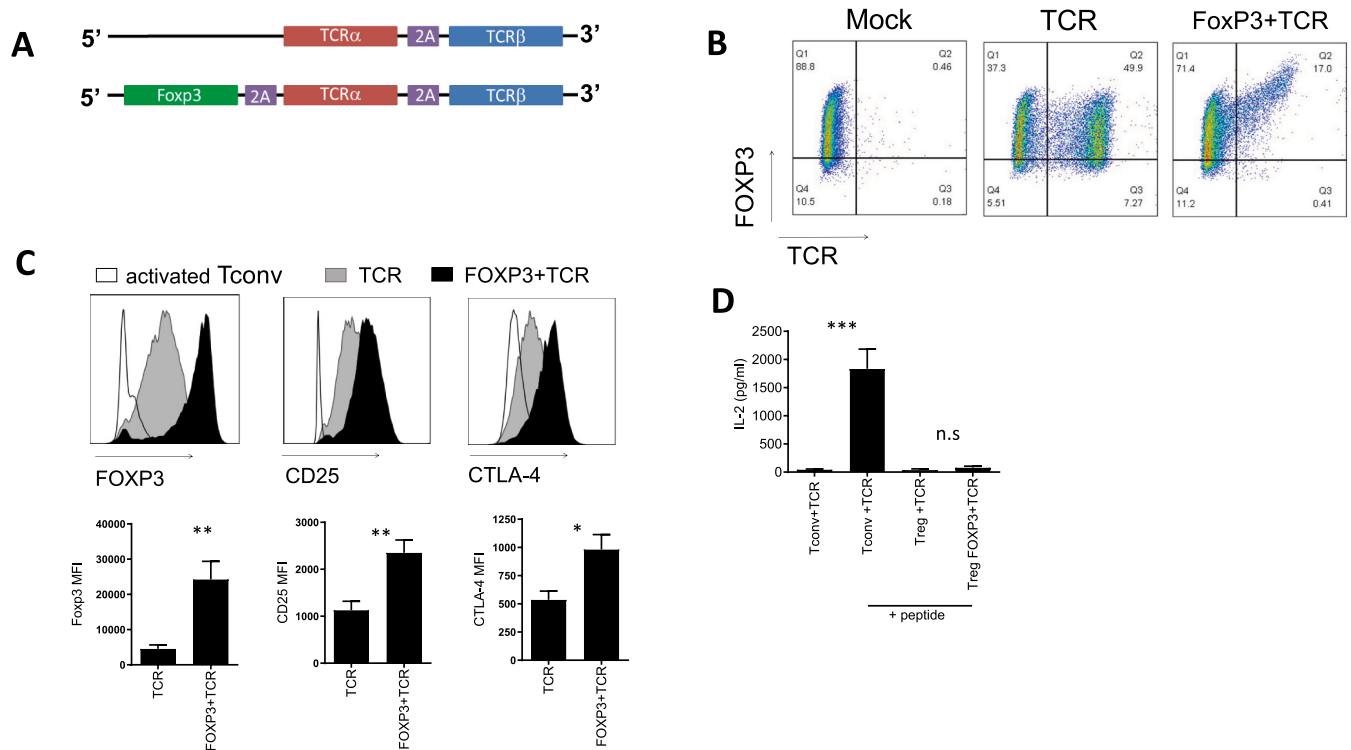 A
5’
TCRα
2A
TCRβ
3’
5’
Foxp3
2A
TCRα
2A
TCRβ
3’
B
Mock
TCR
FoxP3+TCR
Q1
88.8
Q2
0.46
Q4
10.5
Q3
0.18
Q1
37.3
Q2
49.9
Q4
5.51
Q3
7.27
Q1
71.4
Q2
17.0
Q4
11.2
Q3
0.41
FOXP3
TCR
C
activated Tconv
TCR
FOXP3+TCR
FOXP3
CD25
CTLA-4
Foxp3 MFI
40000
30000
20000
10000
0
**
TCR
FOXP3+TCR
CD25 MFI
3000
2000
1000
0
**
TCR
FOXP3+TCR
CTLA-4 MFI
1250
1000
750
500
250
0
*
TCR
FOXP3+TCR
D
IL-2 (pg/ml)
2500
2000
1500
1000
500
0
***
n.s
Tconv+TCR
Tconv +TCR
Treg +TCR
Treg FOXP3+TCR
+ peptide